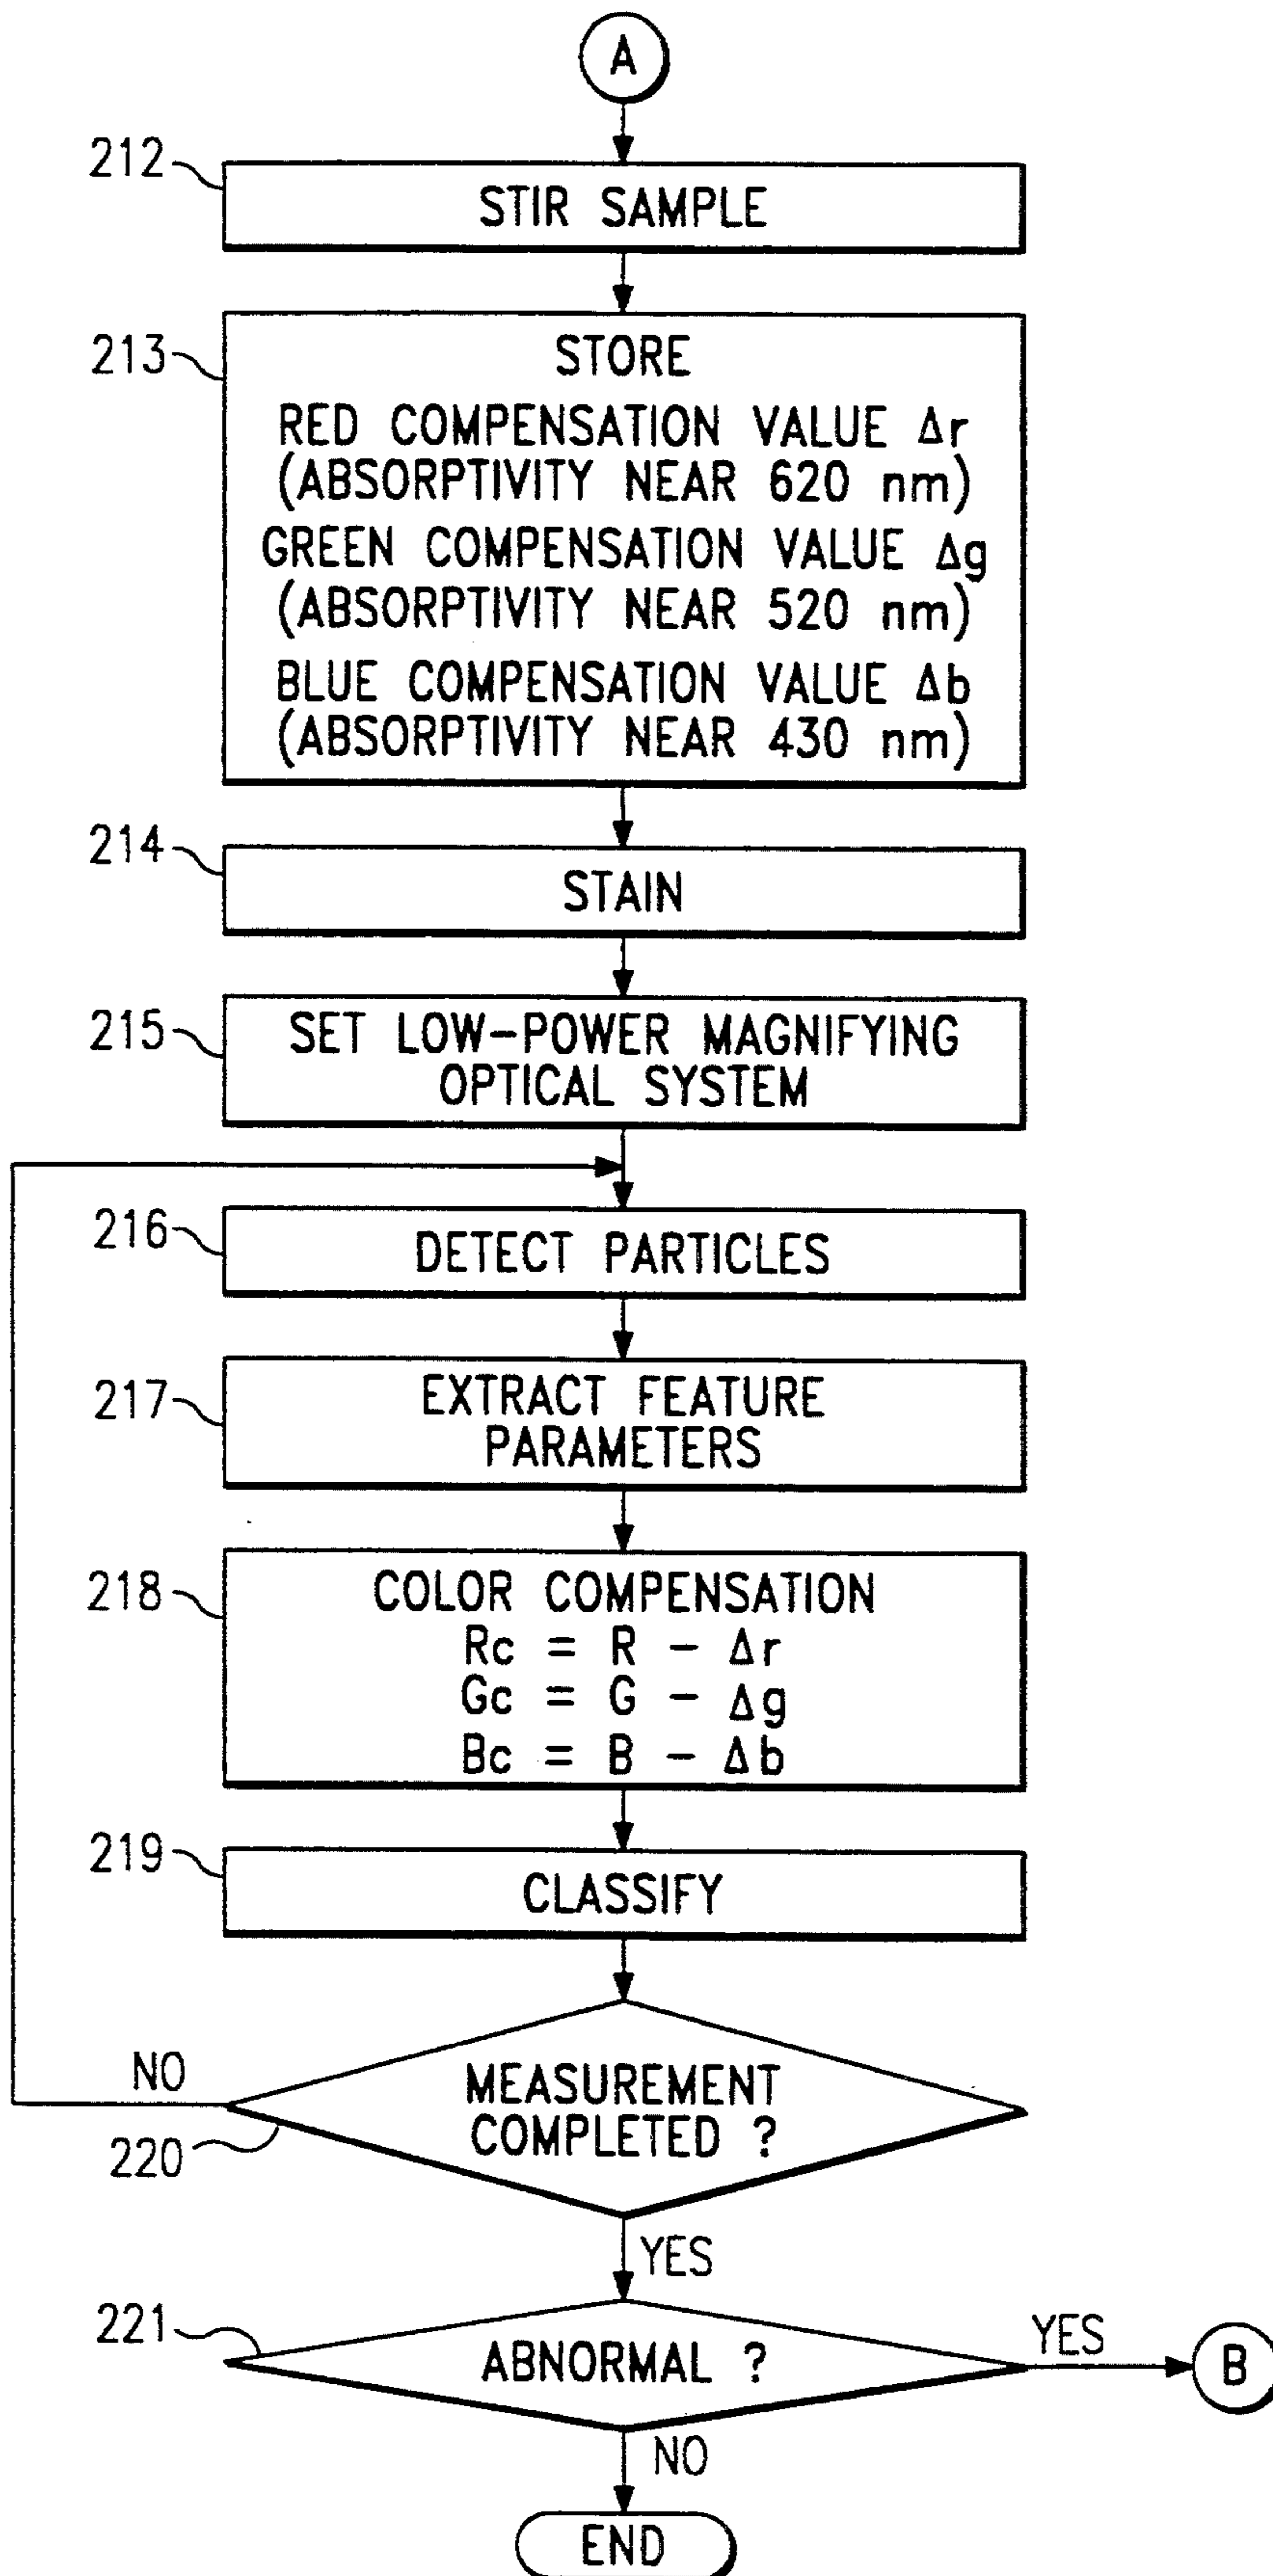 A
212
STIR SAMPLE
213
STORE
RED COMPENSATION VALUE Δr
(ABSORPTIVITY NEAR 620 nm)
GREEN COMPENSATION VALUE Δg
(ABSORPTIVITY NEAR 520 nm)
BLUE COMPENSATION VALUE Δb
(ABSORPTIVITY NEAR 430 nm)
214
STAIN
215
SET LOW-POWER MAGNIFYING
OPTICAL SYSTEM
216
DETECT PARTICLES
217
EXTRACT FEATURE
PARAMETERS
218
COLOR COMPENSATION
Rc = R - Δr
Gc = G - Δg
Bc = B - Δb
219
CLASSIFY
NO
MEASUREMENT
COMPLETED ?
220
YES
221
ABNORMAL ?
YES
B
NO
END